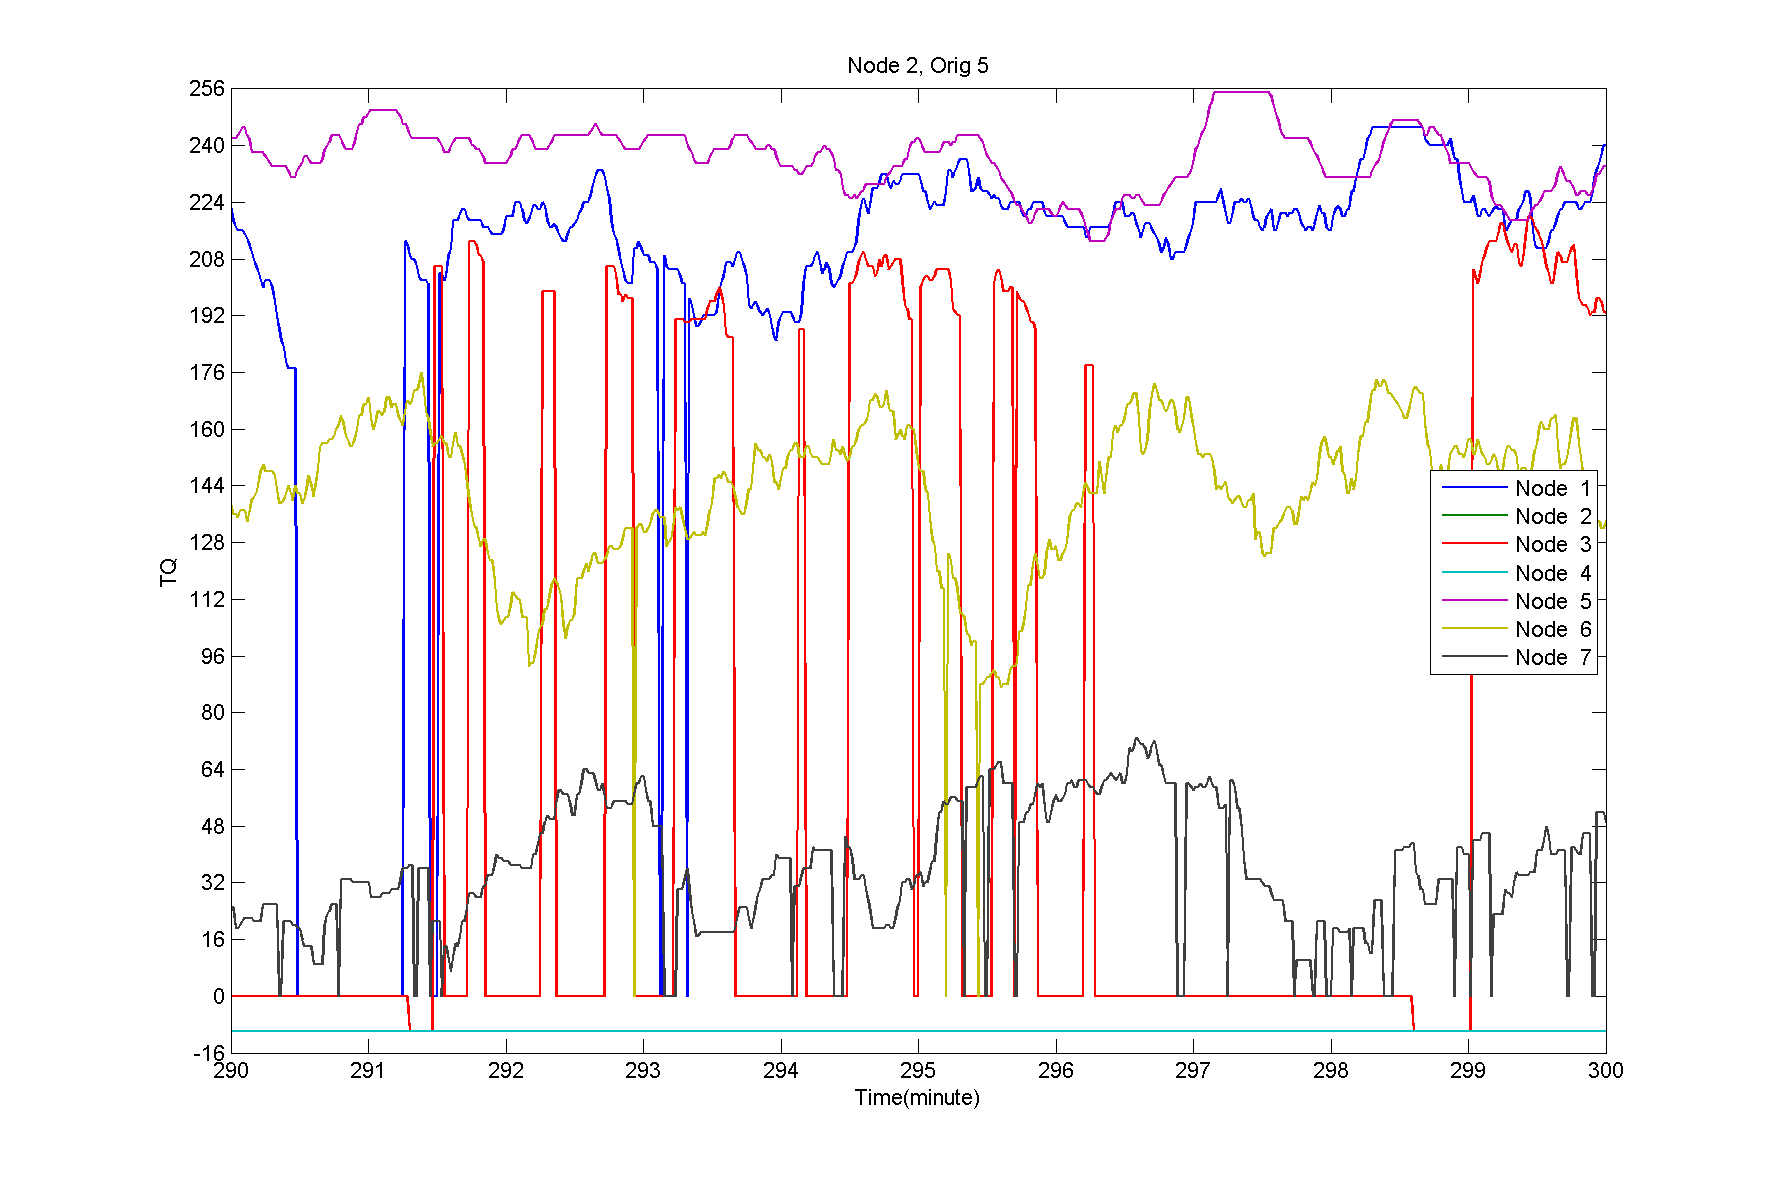 Node 2, Orig 5
256
240
224
208
192
176
160
144
128
112
96
80
64
48
32
16
0
-16
TQ
Node 1
Node 2
Node 3
Node 4
Node 5
Node 6
Node 7
290 291 292 293 294 295 296 297 298 299 300
Time(minute)